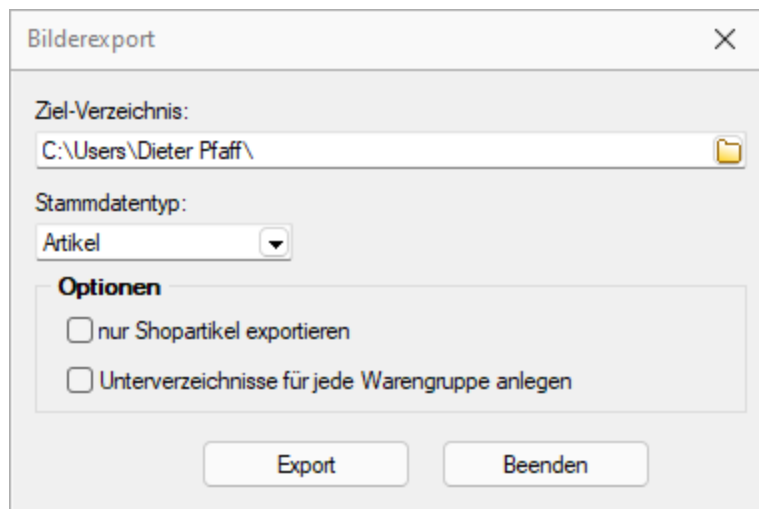 Bilderexport
Ziel-Verzeichnis:
C:\Users\Dieter Pfaff\
Stammdatentyp:
Artikel
Optionen
nur Shopartikel exportieren
Unterverzeichnisse für jede Warengruppe anlegen
Export Beenden